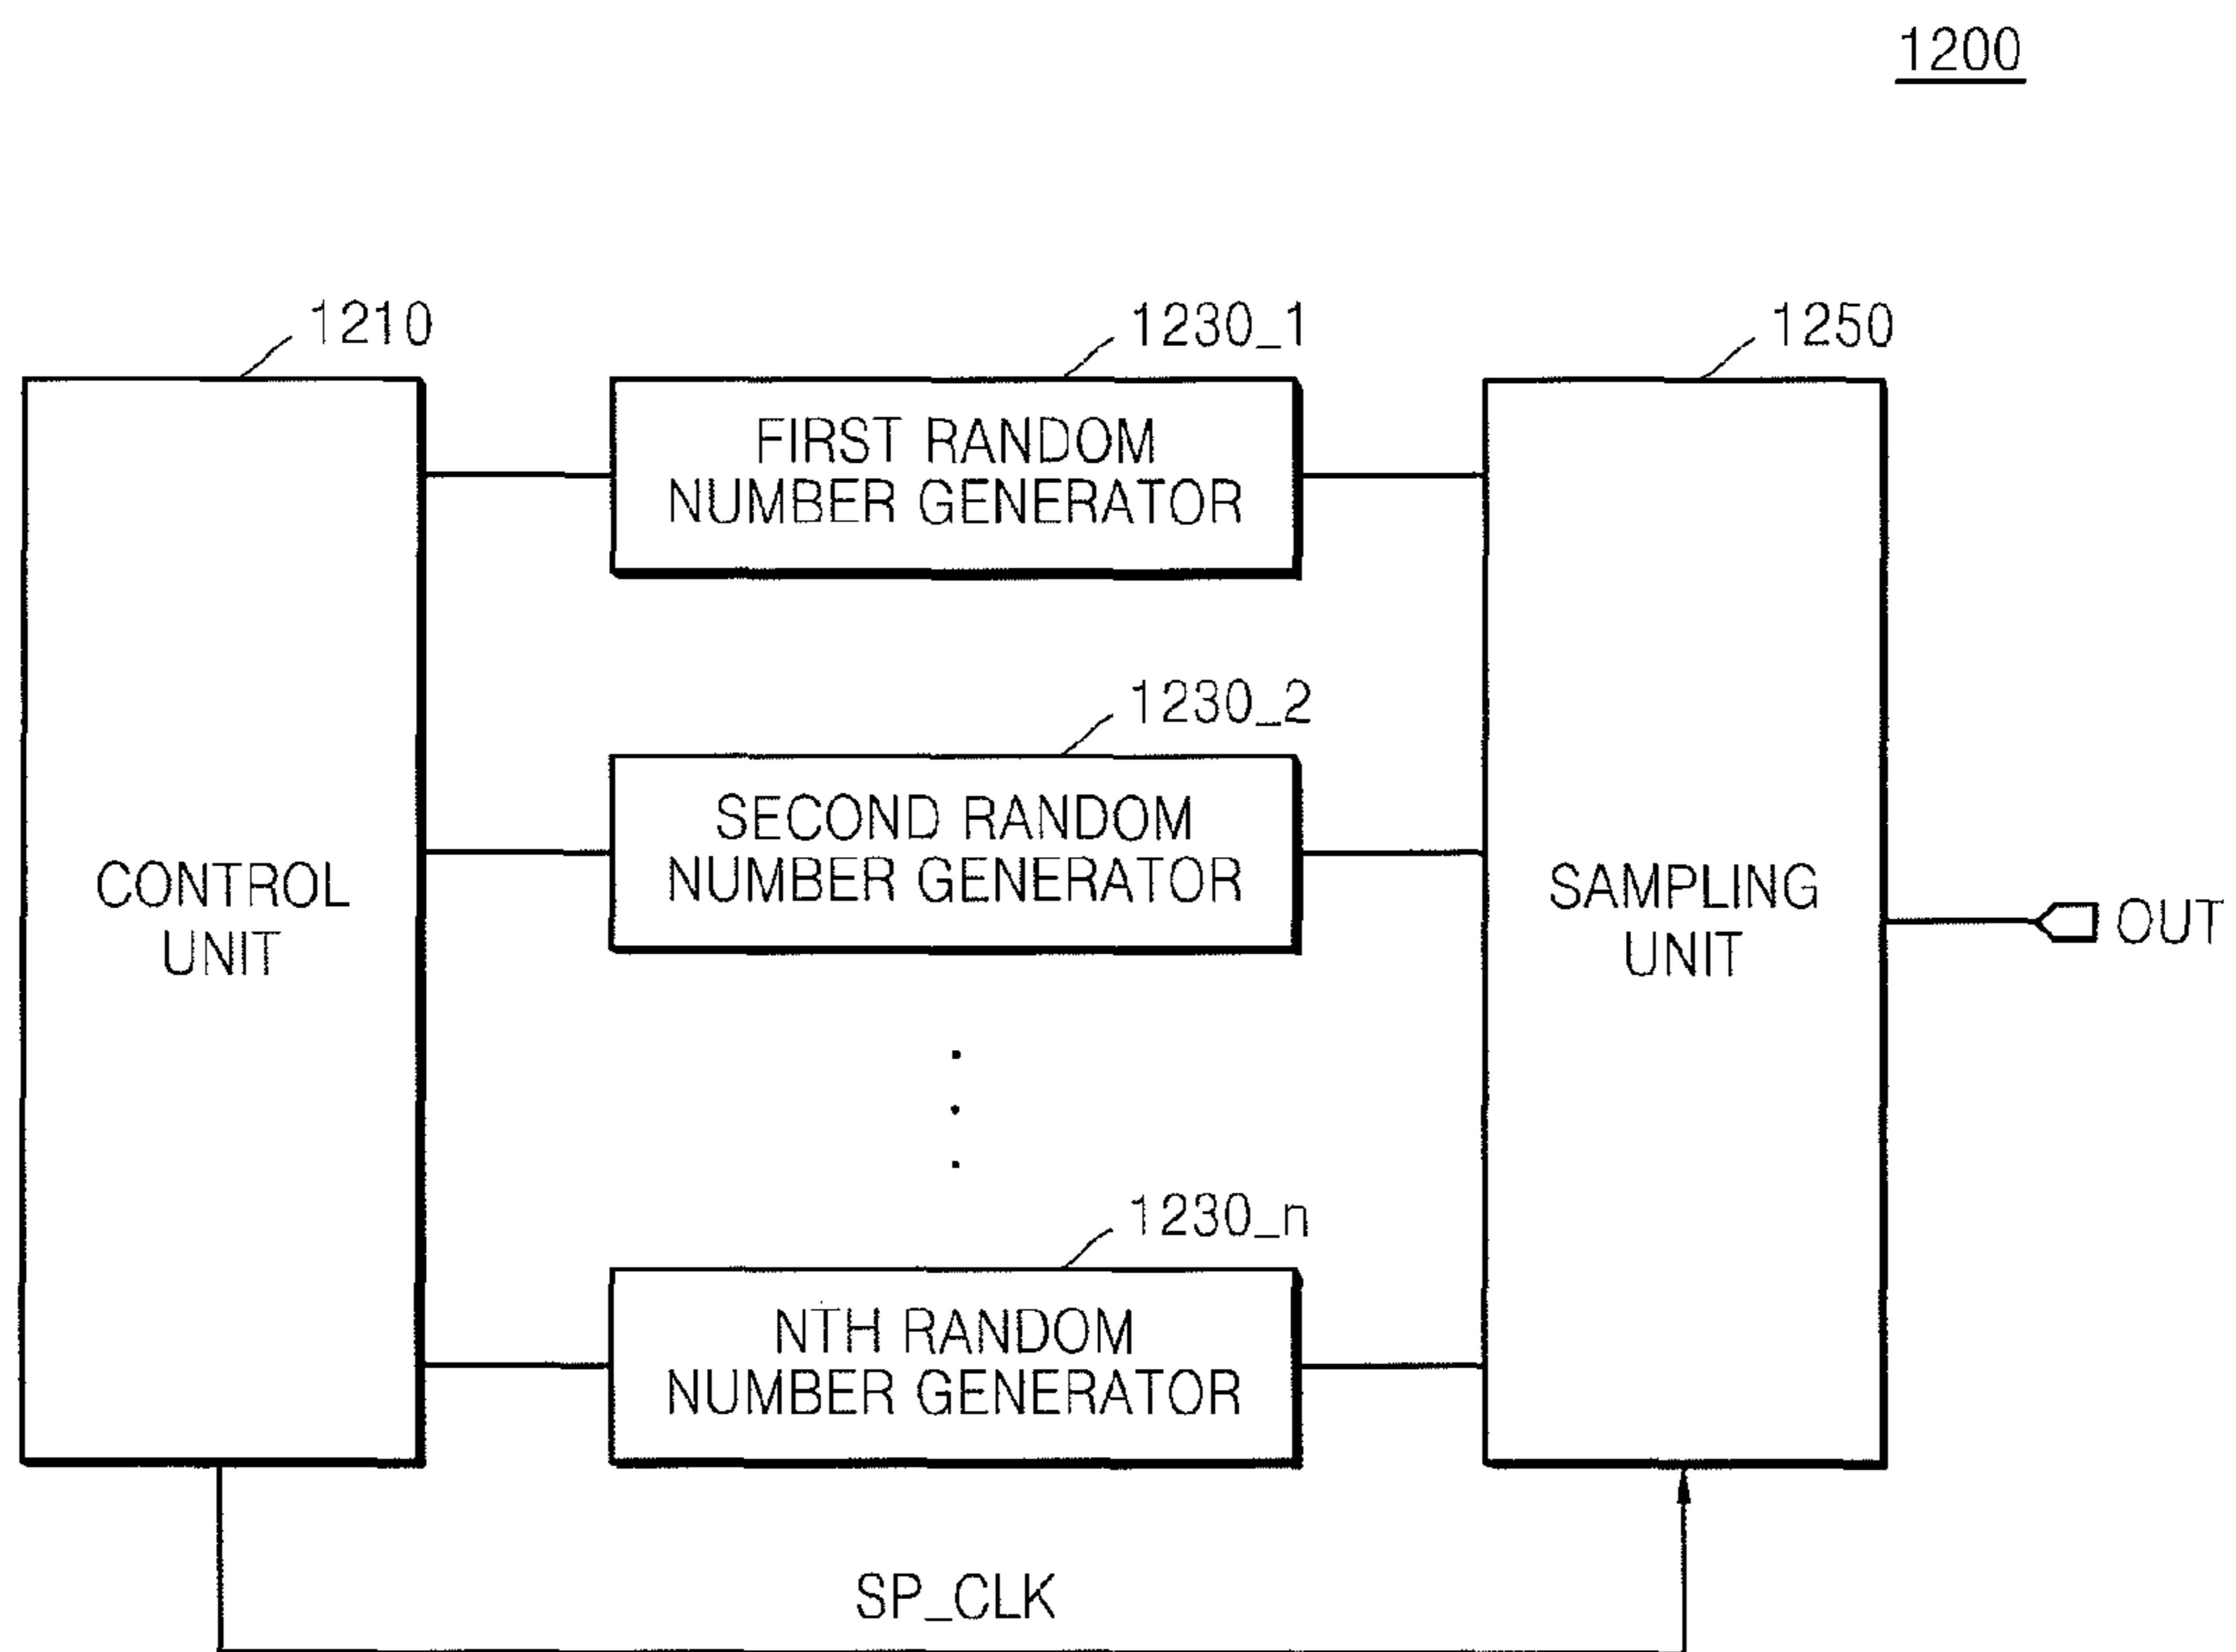 1200
1210
1230_1
1250
FIRST RANDOM
NUMBER GENERATOR
1230_2
SECOND RANDOM
NUMBER GENERATOR
CONTROL
UNIT
SAMPLING
UNIT
OUT
1230_n
NTH RANDOM
NUMBER GENERATOR
SP_CLK